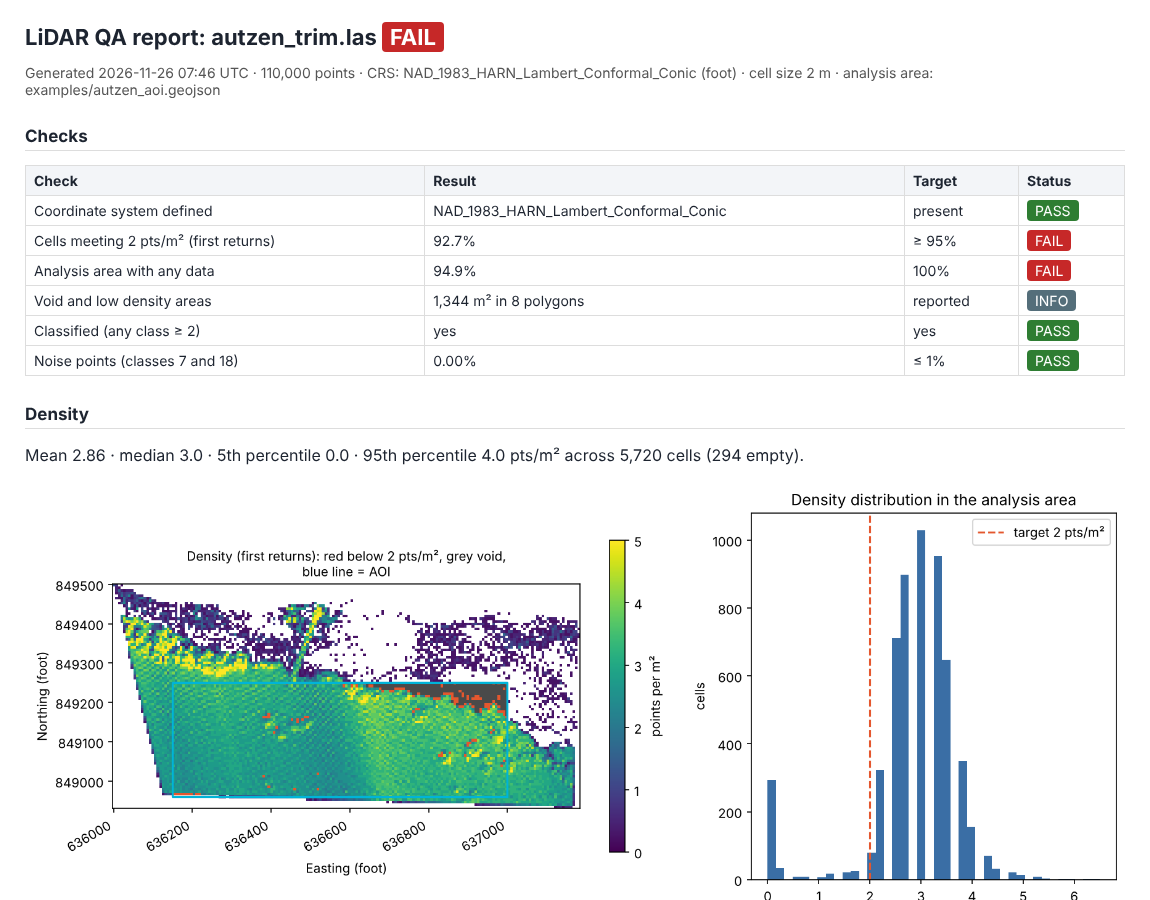 LiDAR QA report: autzen_trim.las FAIL
Generated 2026-11-26 07:46 UTC · 110,000 points · CRS: NAD_1983_HARN_Lambert_Conformal_Conic (foot) · cell size 2 m · analysis area:
examples/autzen_aoi.geojson
Checks
Check Result Target Status
Coordinate system defined NAD_1983_HARN_Lambert_Conformal_Conic present PASS
Cells meeting 2 pts/m² (first returns) 92.7% ≥ 95% FAIL
Analysis area with any data 94.9% 100% FAIL
Void and low density areas 1,344 m² in 8 polygons reported INFO
Classified (any class ≥ 2) yes yes PASS
Noise points (classes 7 and 18) 0.00% ≤ 1% PASS
Density
Mean 2.86 · median 3.0 · 5th percentile 0.0 · 95th percentile 4.0 pts/m² across 5,720 cells (294 empty).
Density (first returns): red below 2 pts/m², grey void,
blue line = AOI
849500
849400
849300
849200
849100
849000
Northing (foot)
636000 636200 636400 636600 636800 637000
Easting (foot)
5
4
3
2
1
0
points per m²
Density distribution in the analysis area
target 2 pts/m²
1000
800
600
400
200
0
cells
0 1 2 3 4 5 6